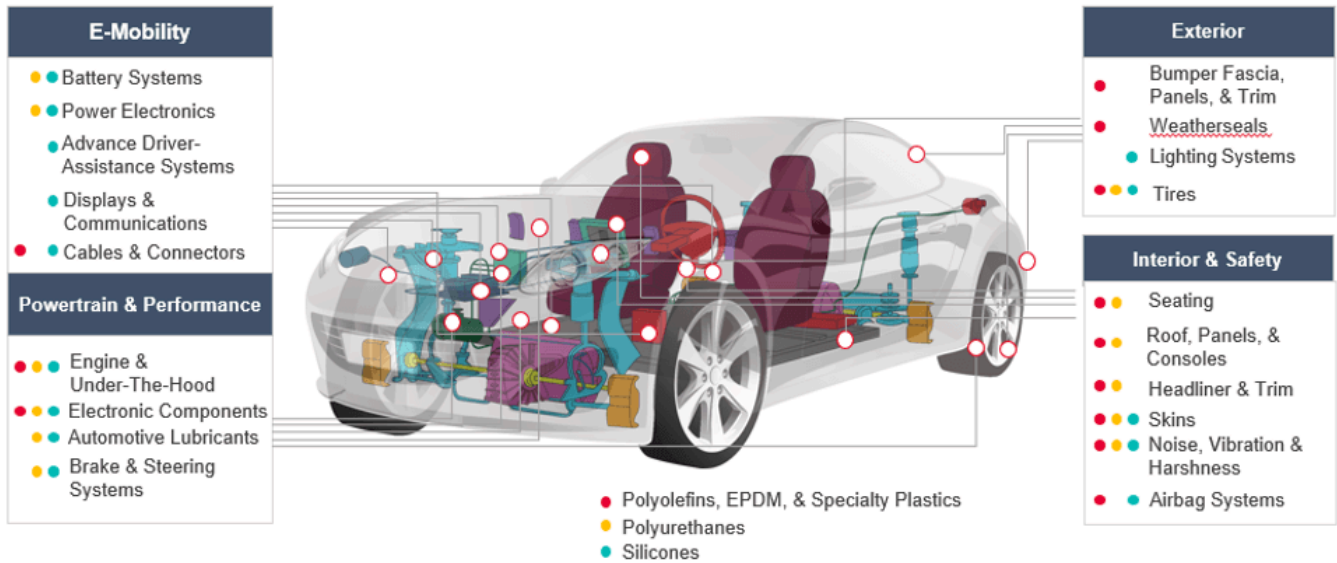 E-Mobility
Battery Systems
Power Electronics
Advance Driver-
Assistance Systems
Displays &
Communications
Cables & Connectors
Powertrain & Performance
Engine &
Under-The-Hood
Electronic Components
Automotive Lubricants
Brake & Steering
Systems
Exterior
Bumper Fascia,
Panels, & Trim
Weatherseals
Lighting Systems
Tires
Interior & Safety
Seating
Roof, Panels, &
Consoles
Headliner & Trim
Skins
Noise, Vibration &
Harshness
Airbag Systems
Polyolefins, EPDM, & Specialty Plastics
Polyurethanes
Silicones